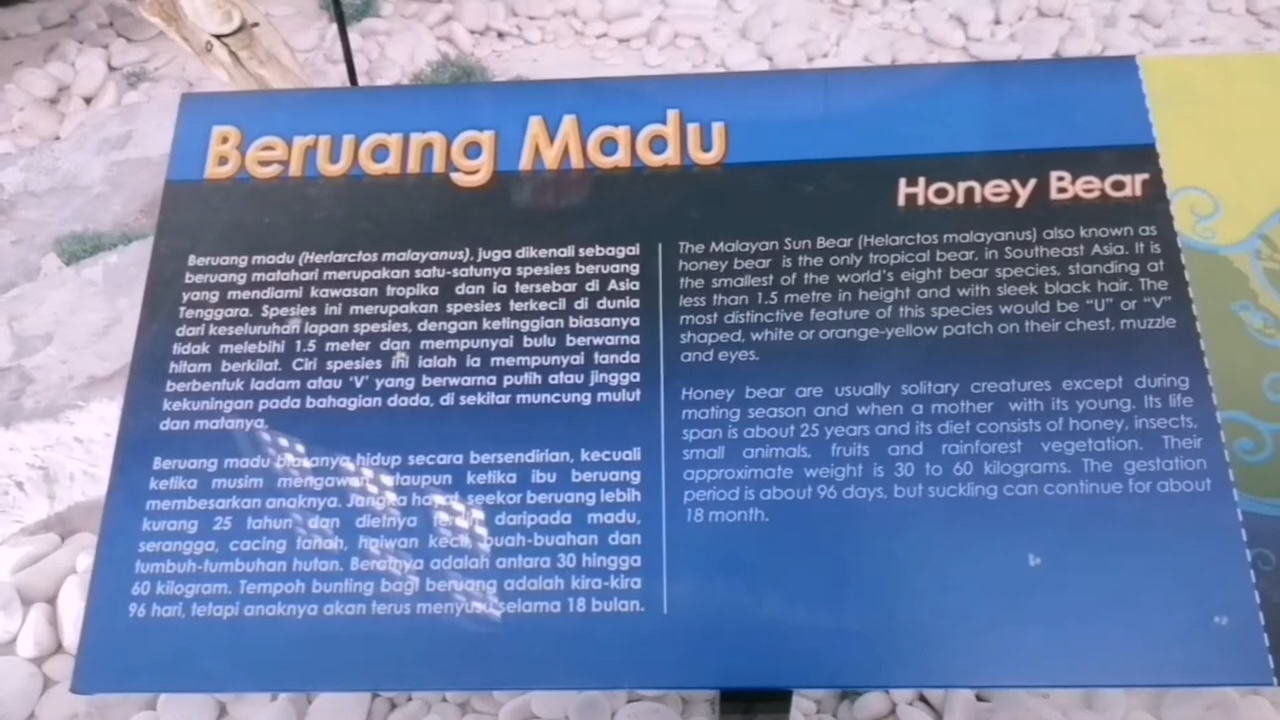 Beruang Madu
Honey Bear
Beruang madu (Herlarctos malayanus), juga dikenali sebagai
beruang matahari merupakan satu-satunya spesies beruang
yang mendiami kawasan tropika dan ia tersebar di Asia
Tenggara. Spesies ini merupakan spesies terkecil di dunia
dari keseluruhan lapan spesies, dengan ketinggian biasanya
tidak melebihi 1.5 meter dan mempunyai bulu berwarna
hitam berkilat. Ciri spesies ini ialah ia mempunyai tanda
berbentuk ladam atau 'V' yang berwarna putih atau jingga
kekuningan pada bahagian dada, di sekitar muncung mulut
dan matanya.
Beruang madu biasanya hidup secara bersendirian, kecuali
ketika musim mengawan ataupun ketika ibu beruang
membesarkan anaknya. Jangka hayat seekor beruang lebih
kurang 25 tahun dan dietnya terdiri daripada madu,
serangga, cacing tanah, haiwan kecil, buah-buahan dan
tumbuh-tumbuhan hutan. Beratnya adalah antara 30 hingga
60 kilogram. Tempoh bunting bagi beruang adalah kira-kira
96 hari, tetapi anaknya akan terus menyusu selama 18 bulan.
The Malayan Sun Bear (Helarctos malayanus) also known as
honey bear is the only tropical bear, in Southeast Asia. It is
the smallest of the world's eight bear species, standing at
less than 1.5 metre in height and with sleek black hair. The
most distinctive feature of this species would be "U" or "V"
shaped, white or orange-yellow patch on their chest, muzzle
and eyes.
Honey bear are usually solitary creatures except during
mating season and when a mother with its young. Its life
span is about 25 years and its diet consists of honey, insects,
small animals, fruits and rainforest vegetation. Their
approximate weight is 30 to 60 kilograms. The gestation
period is about 96 days, but suckling can continue for about
18 month.